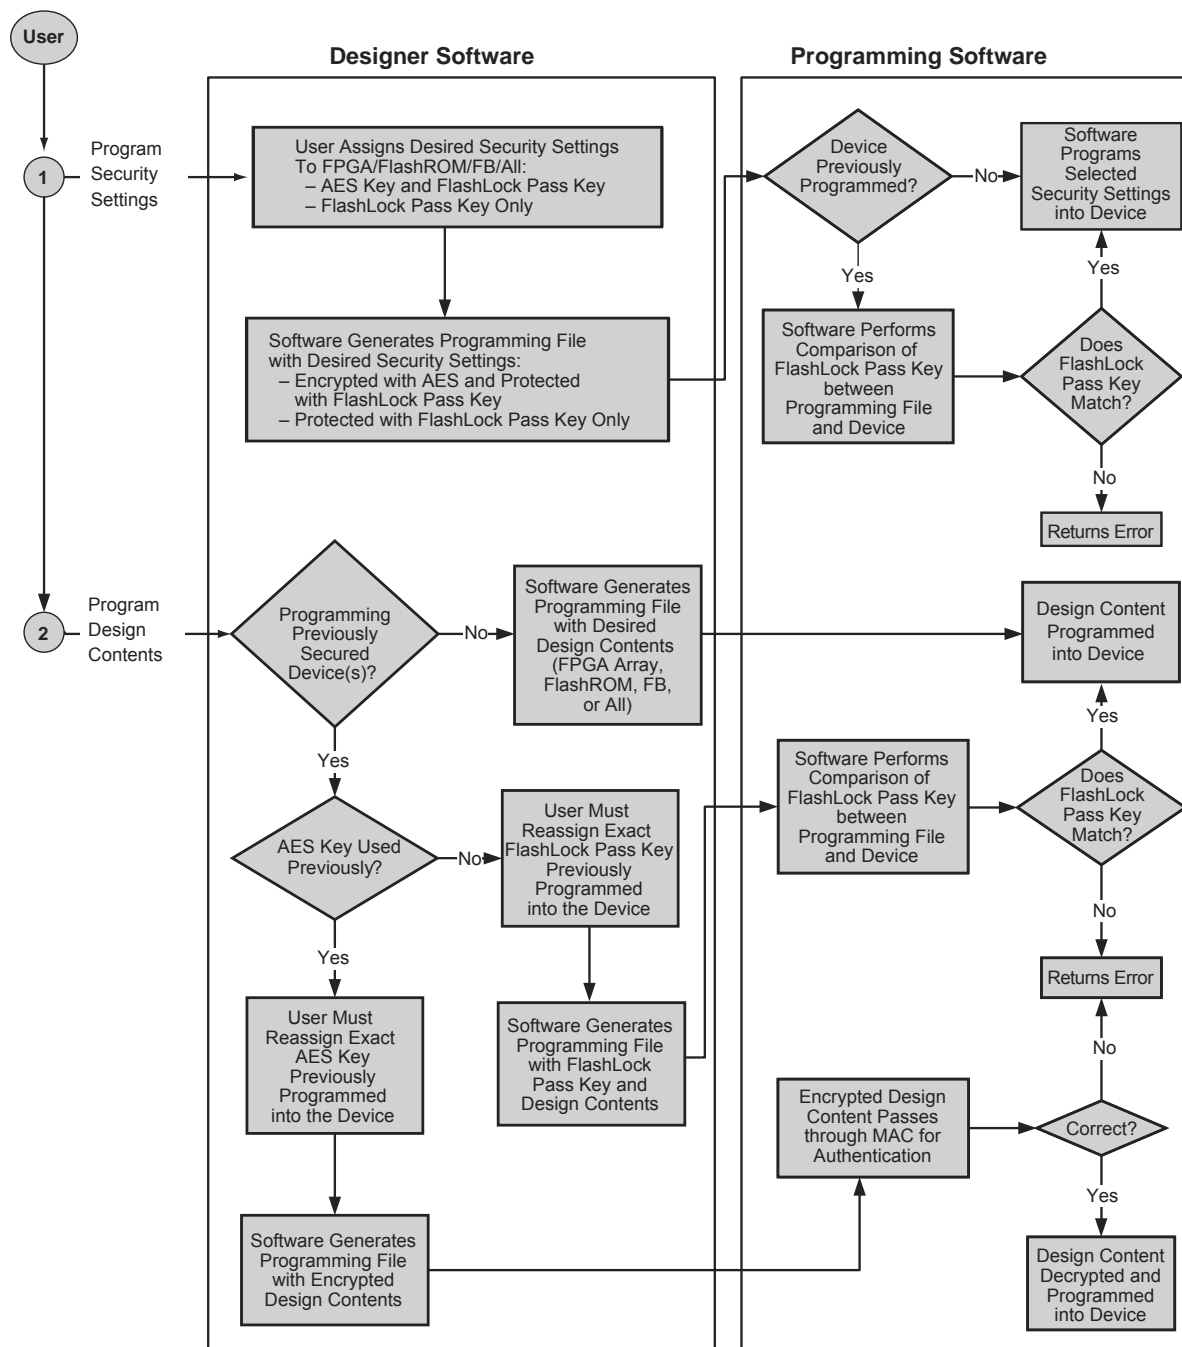 User
Designer Software
Programming Software
1
Program
Security
Settings
User Assigns Desired Security Settings
To FPGA/FlashROM/FB/All:
– AES Key and FlashLock Pass Key
– FlashLock Pass Key Only
Software Generates Programming File
with Desired Security Settings:
– Encrypted with AES and Protected
with FlashLock Pass Key
– Protected with FlashLock Pass Key Only
Device
Previously
Programmed?
No
Software
Programs
Selected
Security Settings
into Device
Yes
Software Performs
Comparison of
FlashLock Pass Key
between
Programming File
and Device
Yes
Does
FlashLock
Pass Key
Match?
No
Returns Error
2
Program
Design
Contents
Programming
Previously
Secured
Device(s)?
No
Software Generates
Programming File
with Desired
Design Contents
(FPGA Array,
FlashROM, FB,
or All)
Design Content
Programmed
into Device
Yes
AES Key Used
Previously?
No
User Must
Reassign Exact
FlashLock Pass Key
Previously
Programmed
into the Device
Software Performs
Comparison of
FlashLock Pass Key
between
Programming File
and Device
Yes
Does
FlashLock
Pass Key
Match?
No
Returns Error
Yes
User Must
Reassign Exact
AES Key
Previously
Programmed
into the Device
Software Generates
Programming File
with FlashLock
Pass Key and
Design Contents
No
Encrypted Design
Content Passes
through MAC for
Authentication
Correct?
Yes
Software Generates
Programming File
with Encrypted
Design Contents
Design Content
Decrypted and
Programmed
into Device